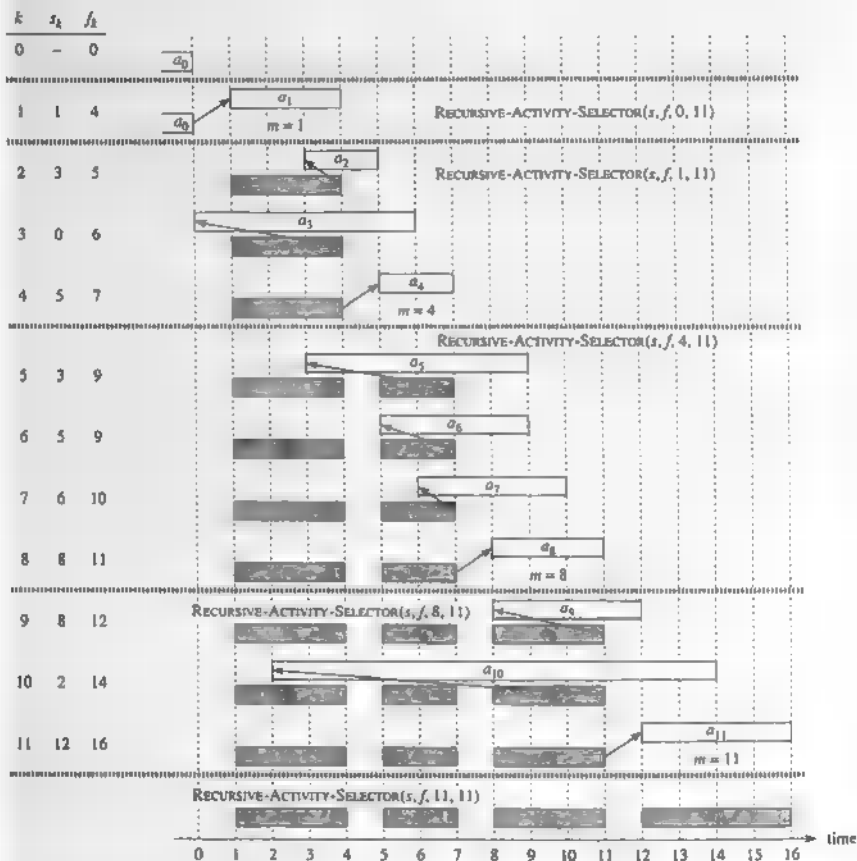 k s_k f_k
0 – 0
a_0
1 1 4
a_1
a_0
m = 1
RECURSIVE-ACTIVITY-SELECTOR(s, f, 0, 11)
2 3 5
a_2
RECURSIVE-ACTIVITY-SELECTOR(s, f, 1, 11)
3 0 6
a_3
4 5 7
a_4
m = 4
RECURSIVE-ACTIVITY-SELECTOR(s, f, 4, 11)
5 3 9
a_5
6 5 9
a_6
7 6 10
a_7
8 8 11
a_8
m = 8
RECURSIVE-ACTIVITY-SELECTOR(s, f, 8, 11)
9 8 12
a_9
10 2 14
a_10
11 12 16
a_11
m = 11
RECURSIVE-ACTIVITY-SELECTOR(s, f, 11, 11)
time
0 1 2 3 4 5 6 7 8 9 10 11 12 13 14 15 16